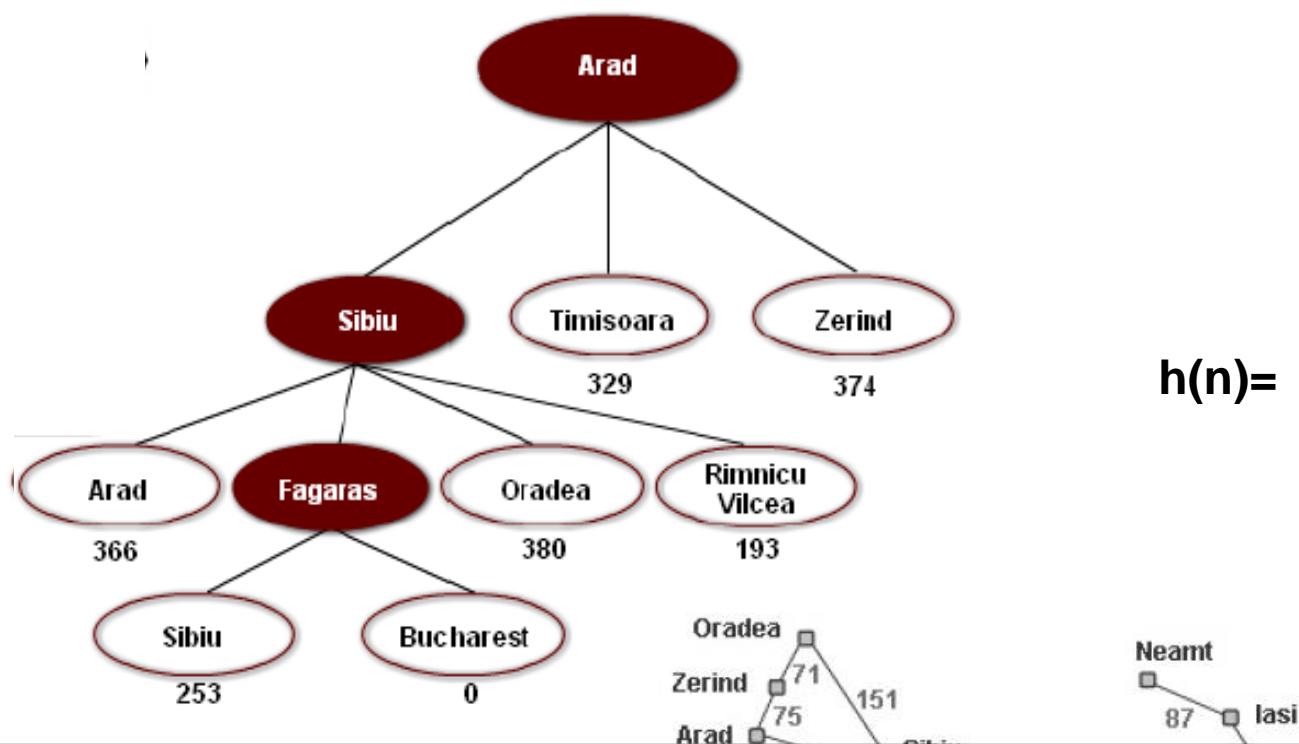 Arad
Sibiu
Timisoara
Zerind
329
374
h(n)=
Arad
Fagaras
Oradea
Rimnicu
Vilcea
366
380
193
Sibiu
Bucharest
253
0
Oradea
71
Zerind
151
75
Arad
Neamt
87
Iasi